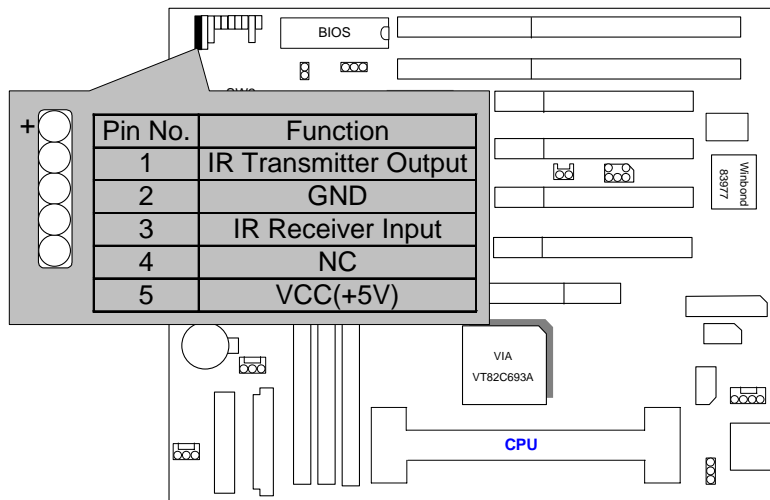 BIOS
+
Pin No. Function
1 IR Transmitter Output
2 GND
3 IR Receiver Input
4 NC
5 VCC(+5V)
Winbond
83977
VIA
VT82C693A
CPU